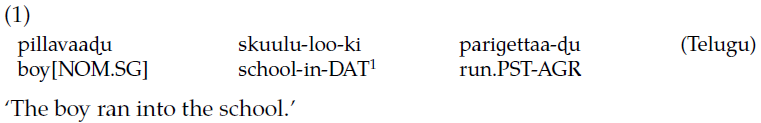 (1)
pillavaaḍu skuulu-loo-ki parigettaa-ḍu (Telugu)
boy[NOM.SG] school-in-DAT¹ run.PST-AGR
‘The boy ran into the school.’